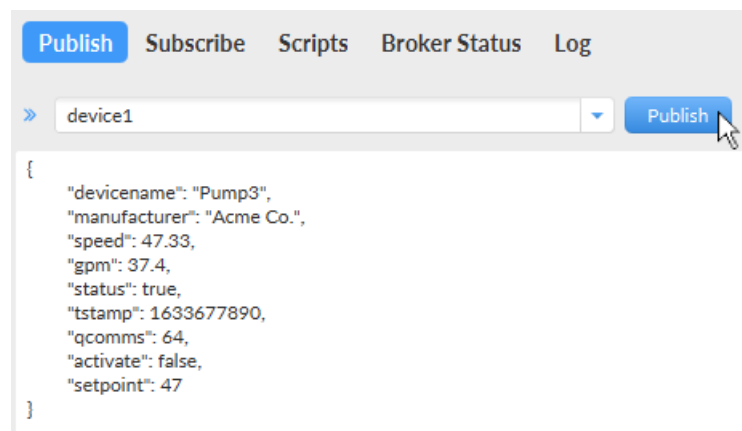 Publish Subscribe Scripts Broker Status Log
device1 Publish
{
"devicename": "Pump3",
"manufacturer": "Acme Co.",
"speed": 47.33,
"gpm": 37.4,
"status": true,
"tstamp": 1633677890,
"qcomms": 64,
"activate": false,
"setpoint": 47
}